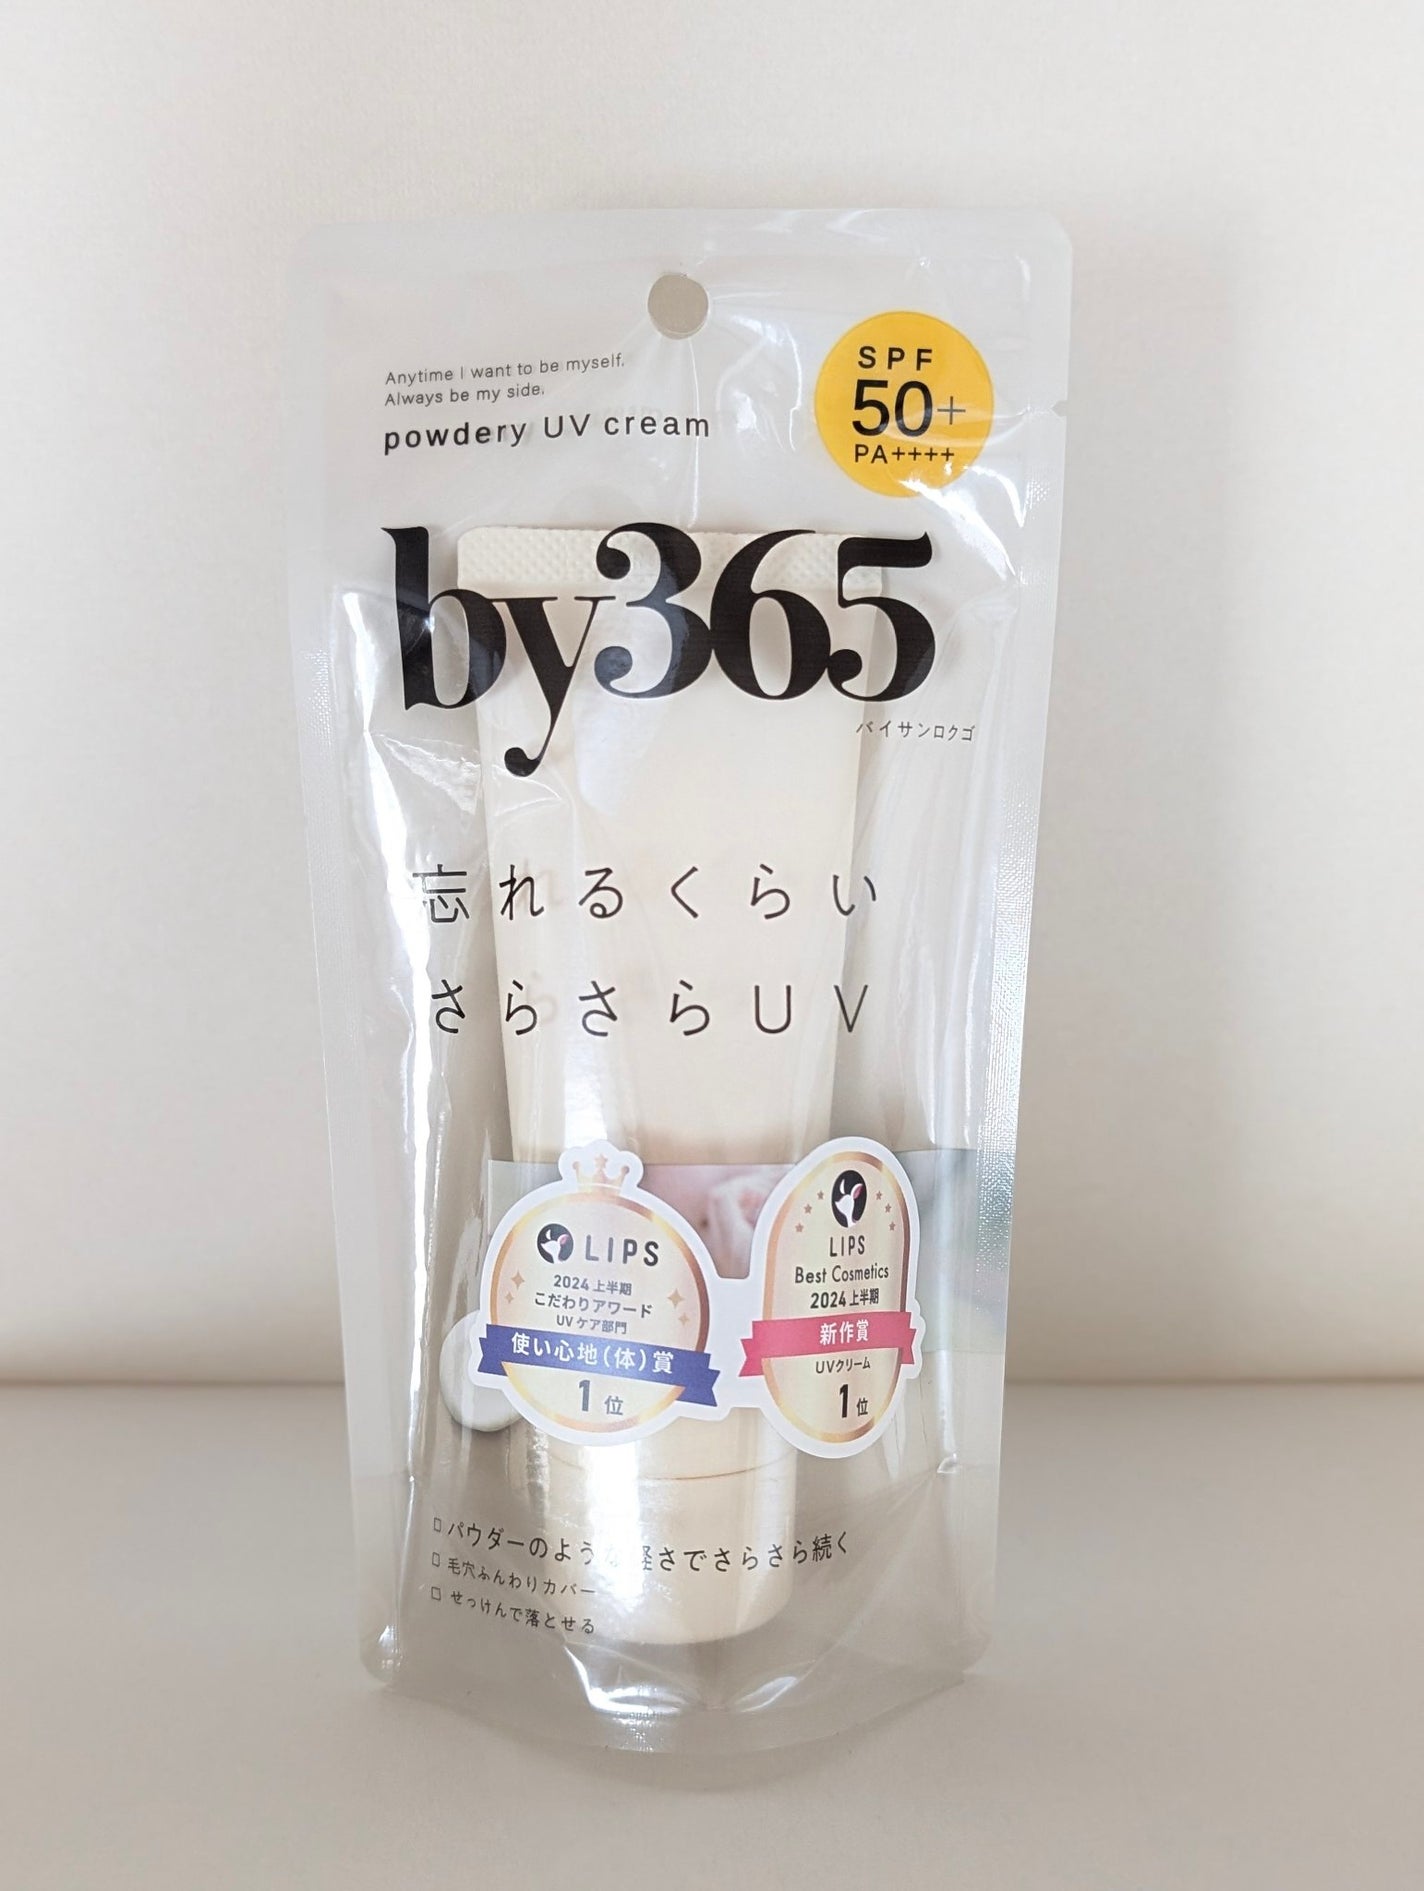 Anytime I want to be myself.
Always be my side.
powdery UV cream
SPF
50+
PA++++
by365
バイサンロクゴ
忘れるくらい
さらさらUV
LIPS
2024 上半期
こだわりアワード
UV ケア部門
使い心地(体)賞
1位
LIPS
Best Cosmetics
2024 上半期
新作賞
UVクリーム
1位
□ パウダーのような軽さでさらさら続く
□ 毛穴ふんわりカバー
□ せっけんで落とせる